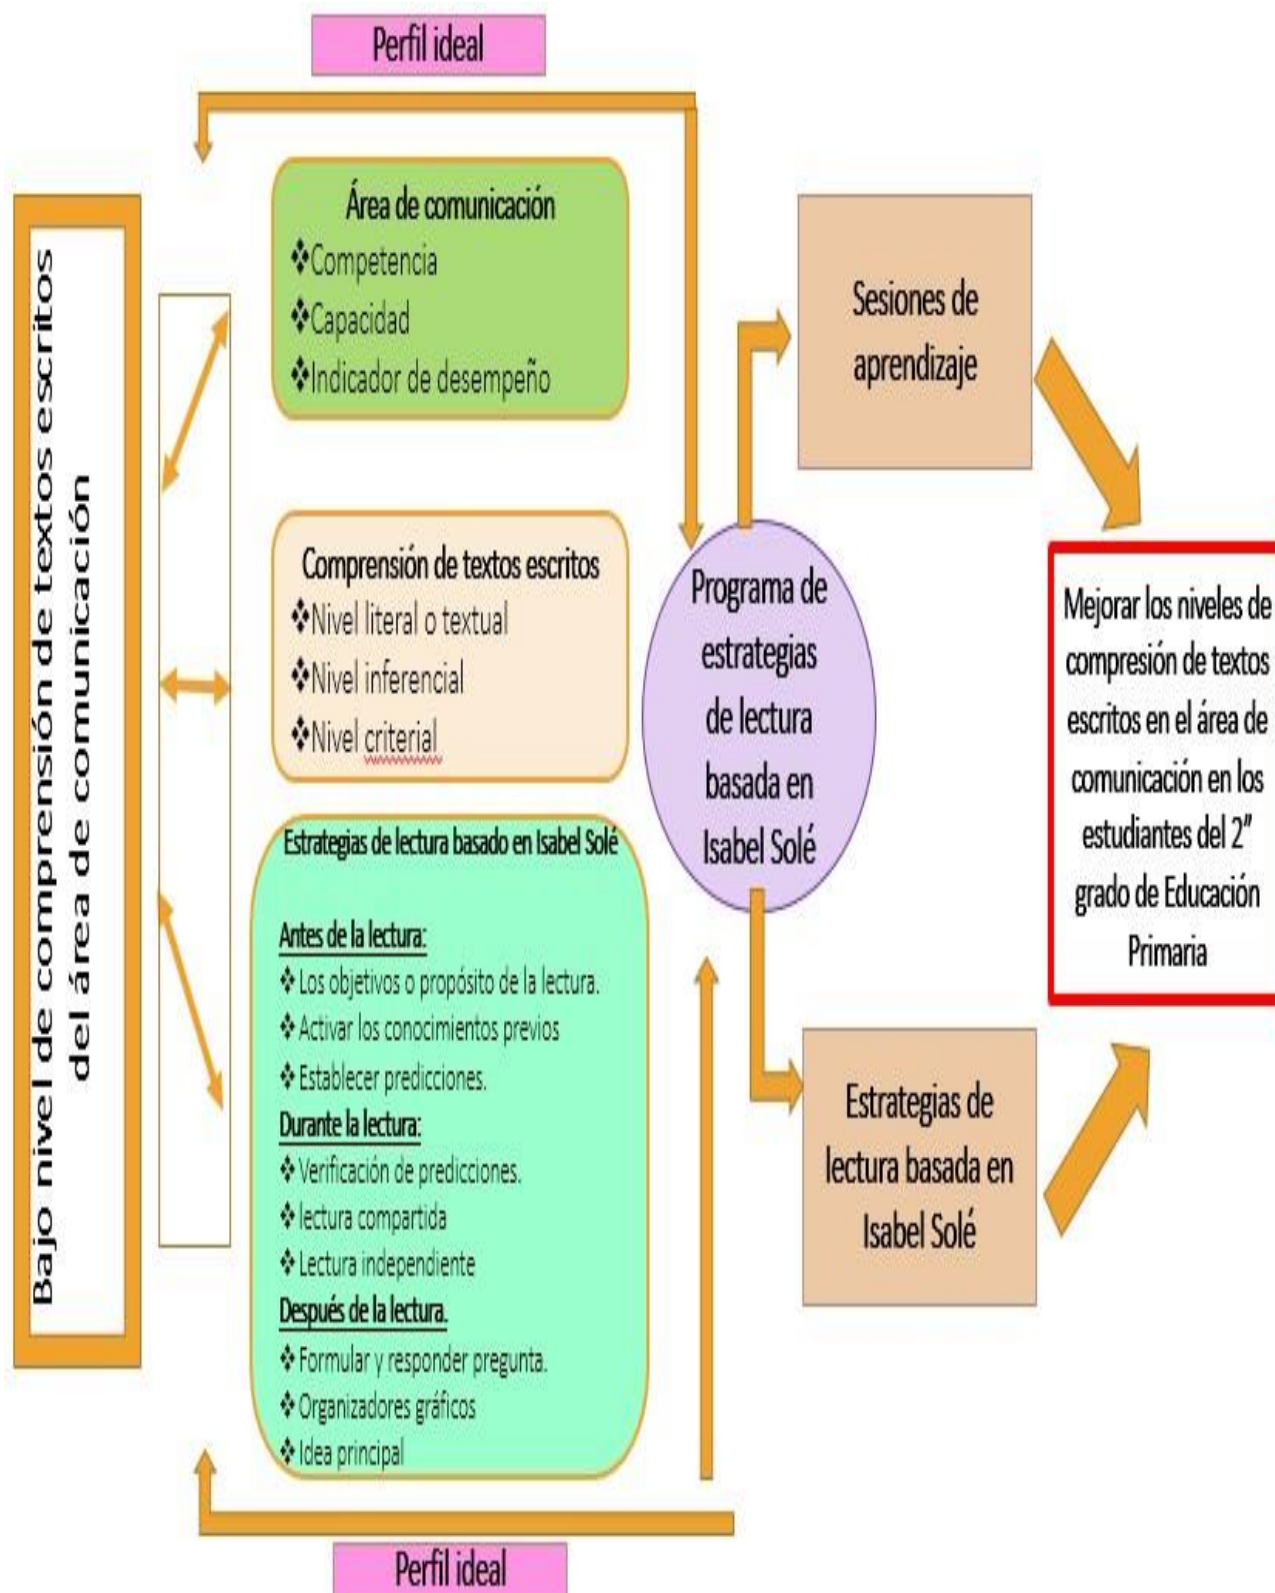 Perfil ideal
Bajo nivel de comprensión de textos escritos
del área de comunicación
Área de comunicación
❖Competencia
❖Capacidad
❖Indicador de desempeño
Comprensión de textos escritos
❖Nivel literal o textual
❖Nivel inferencial
❖Nivel criterial
Estrategias de lectura basado en Isabel Solé
Antes de la lectura:
❖Los objetivos o propósito de la lectura.
❖Activar los conocimientos previos
❖Establecer predicciones.
Durante la lectura:
❖Verificación de predicciones.
❖lectura compartida
❖Lectura independiente
Después de la lectura.
❖Formular y responder pregunta.
❖Organizadores gráficos
❖Idea principal
Programa de
estrategias
de lectura
basada en
Isabel Solé
Sesiones de
aprendizaje
Estrategias de
lectura basada en
Isabel Solé
Mejorar los niveles de
compresión de textos
escritos en el área de
comunicación en los
estudiantes del 2”
grado de Educación
Primaria
Perfil ideal